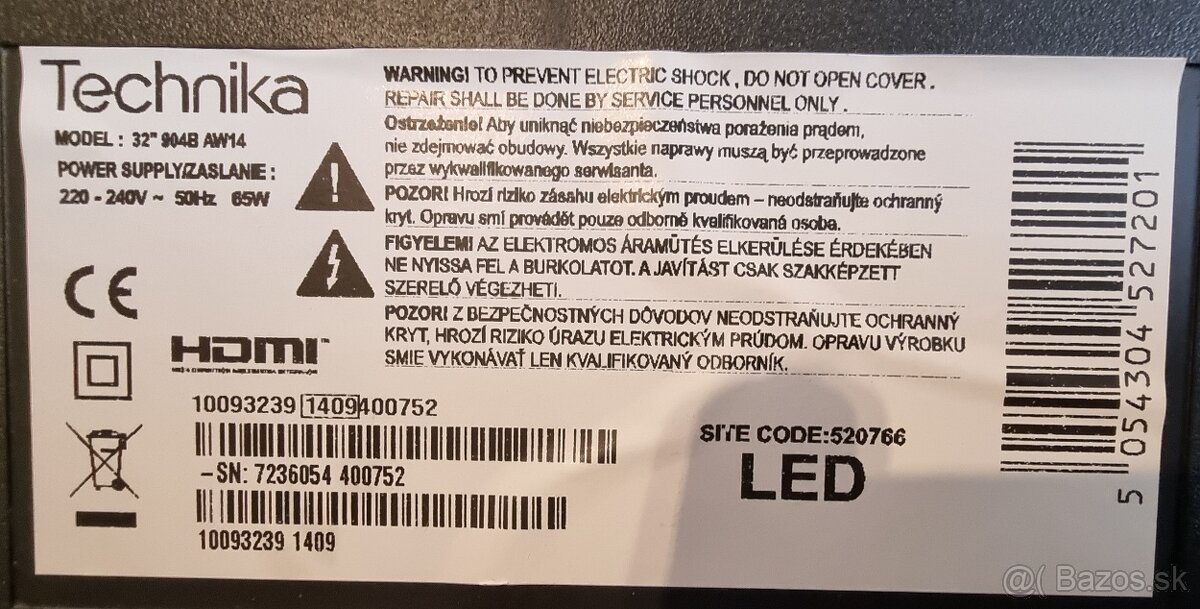 Technika
MODEL : 32" 904B AW14
POWER SUPPLY/ZASLANIE :
220 - 240V ~ 50Hz 65W
WARNING! TO PREVENT ELECTRIC SHOCK , DO NOT OPEN COVER .
REPAIR SHALL BE DONE BY SERVICE PERSONNEL ONLY .
Ostrzeżenie! Aby uniknąć niebezpieczeństwa porażenia prądem,
nie zdejmować obudowy. Wszystkie naprawy muszą być przeprowadzone
przez wykwalifikowanego serwisanta.
POZOR! Hrozí riziko zásahu elektrickým proudem – neodstraňujte ochranný
kryt. Opravu smí provádět pouze odborně kvalifikovaná osoba.
FIGYELEM! AZ ELEKTROMOS ÁRAMÜTÉS ELKERÜLÉSE ÉRDEKÉBEN
NE NYISSA FEL A BURKOLATOT. A JAVÍTÁST CSAK SZAKKÉPZETT
SZERELŐ VÉGEZHETI.
POZOR! Z BEZPEČNOSTNÝCH DÔVODOV NEODSTRAŇUJTE OCHRANNÝ
KRYT, HROZÍ RIZIKO ÚRAZU ELEKTRICKÝM PRÚDOM. OPRAVU VÝROBKU
SMIE VYKONÁVAŤ LEN KVALIFIKOVANÝ ODBORNÍK.
CE
HDMI
10093239 1409400752
-SN: 7236054 400752
10093239 1409
SITE CODE:520766
LED
5 054304 527201
@( Bazos.sk